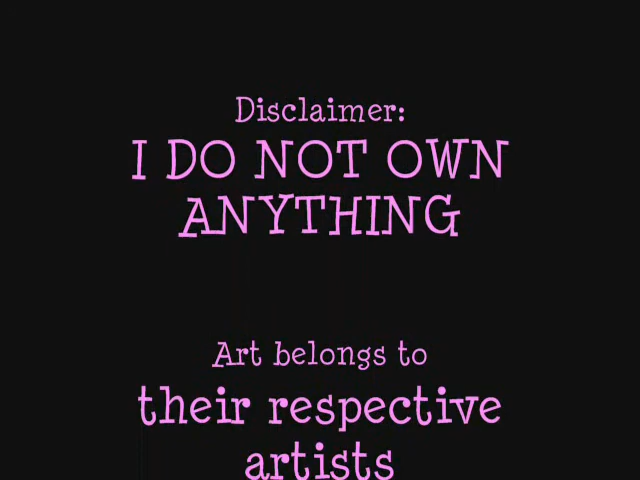 Disclaimer:
I DO NOT OWN
ANYTHING
Art belongs to
their respective
artists